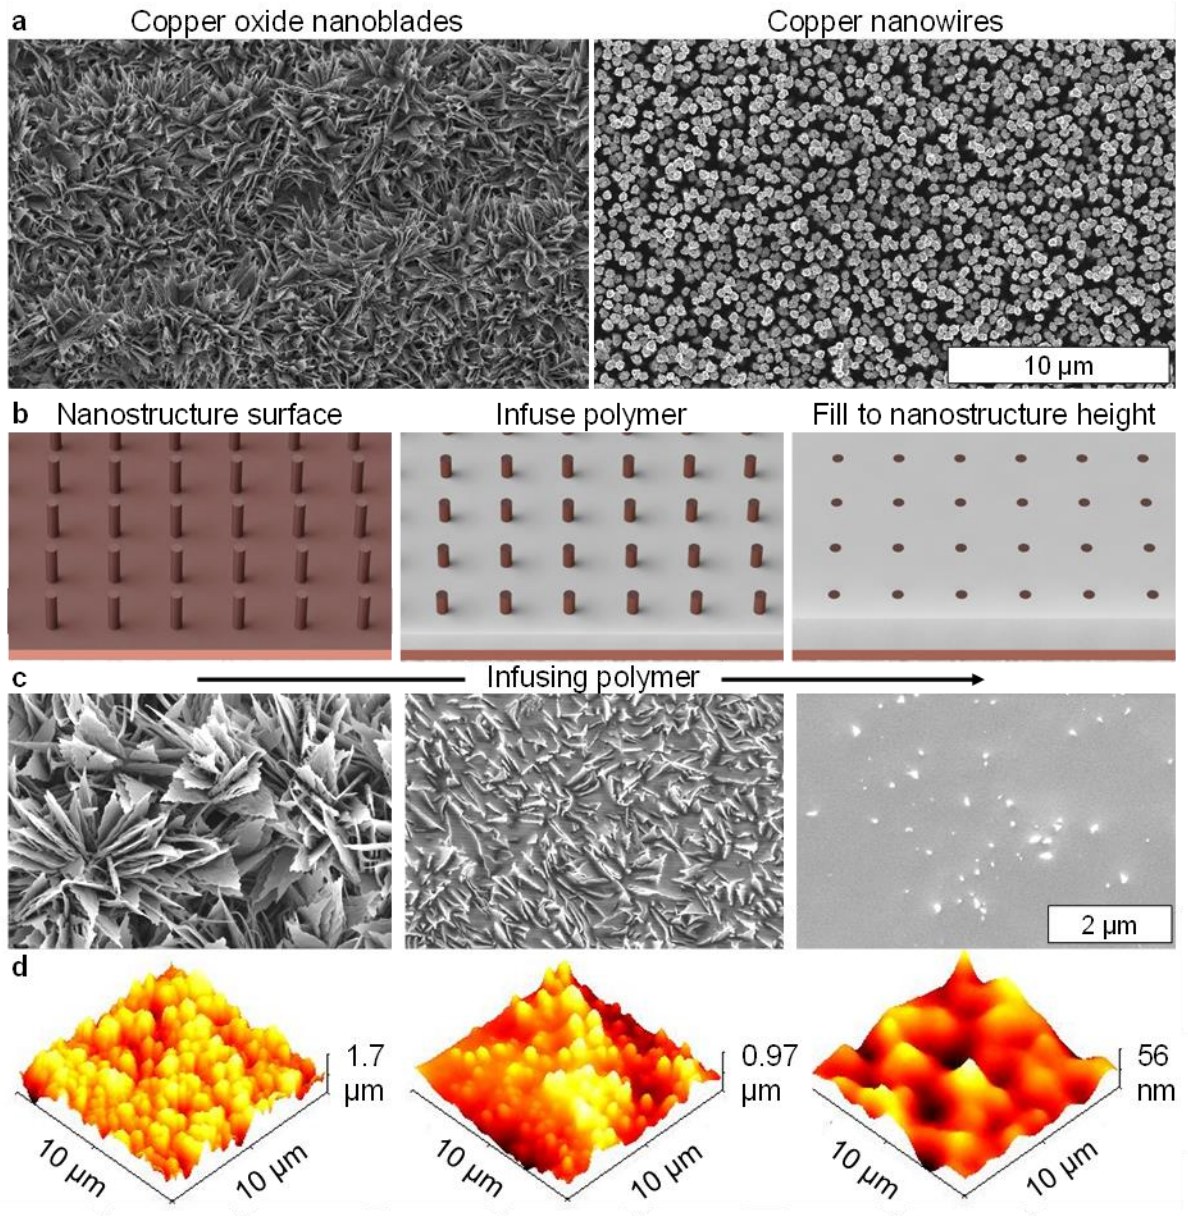 a Copper oxide nanoblades Copper nanowires
10 µm
b Nanostructure surface Infuse polymer Fill to nanostructure height
c Infusing polymer
2 µm
d
1.7 µm
0.97 µm
56 nm
10 µm 10 µm
10 µm 10 µm
10 µm 10 µm